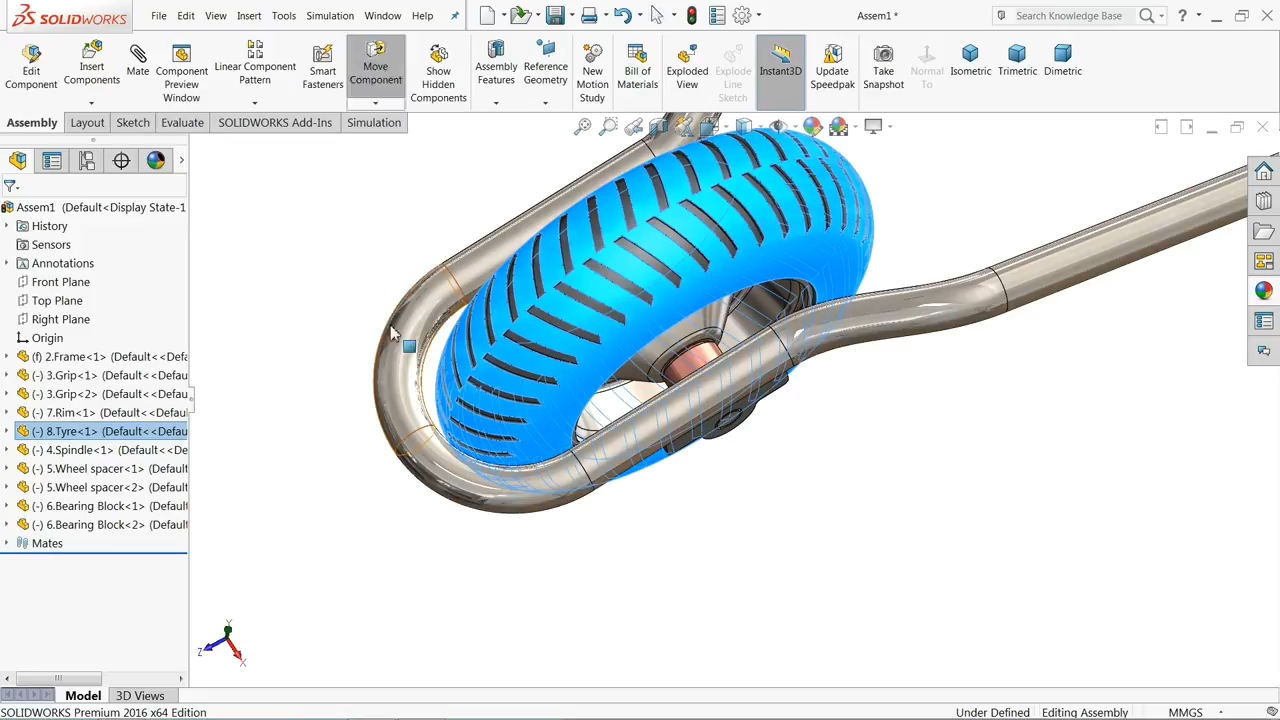 SOLIDWORKS
File Edit View Insert Tools Simulation Window Help
Assem1 *
Search Knowledge Base
Edit Component
Insert Components
Mate
Component Preview Window
Linear Component Pattern
Smart Fasteners
Move Component
Show Hidden Components
Assembly Features
Reference Geometry
New Motion Study
Bill of Materials
Exploded View
Explode Line Sketch
Instant3D
Update Speedpak
Take Snapshot
Normal To
Isometric
Trimetric
Dimetric
Assembly Layout Sketch Evaluate SOLIDWORKS Add-Ins Simulation
Assem1 (Default<Display State-1
History
Sensors
Annotations
Front Plane
Top Plane
Right Plane
Origin
(f) 2.Frame<1> (Default<<Defa
(-) 3.Grip<1> (Default<<Defau
(-) 3.Grip<2> (Default<<Defau
(-) 7.Rim<1> (Default<<Defaul
(-) 8.Tyre<1> (Default<<Defau
(-) 4.Spindle<1> (Default<<De
(-) 5.Wheel spacer<1> (Default
(-) 5.Wheel spacer<2> (Default
(-) 6.Bearing Block<1> (Default
(-) 6.Bearing Block<2> (Default
Mates
Y
Z
X
Model 3D Views
SOLIDWORKS Premium 2016 x64 Edition
Under Defined Editing Assembly MMGS